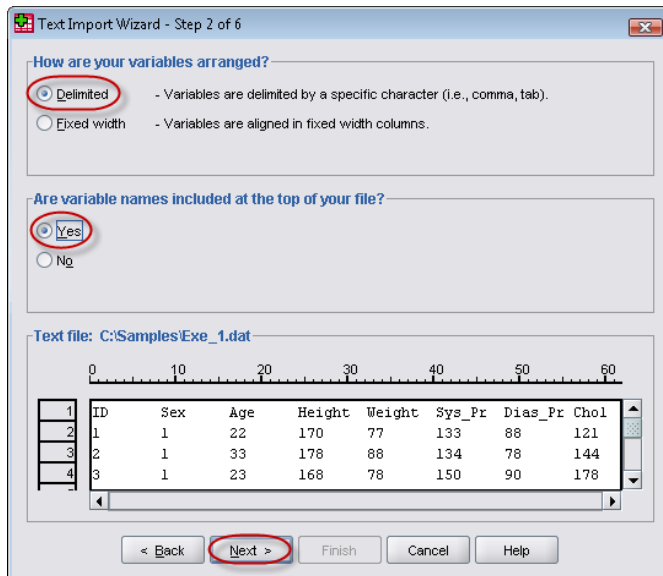 Text Import Wizard - Step 2 of 6
How are your variables arranged?
Delimited - Variables are delimited by a specific character (i.e., comma, tab).
Fixed width - Variables are aligned in fixed width columns.
Are variable names included at the top of your file?
Yes
No
Text file: C:\Samples\Exe_1.dat
0 10 20 30 40 50 60
1 ID Sex Age Height Weight Sys_Pr Dias_Pr Chol
2 1 1 22 170 77 133 88 121
3 2 1 33 178 88 134 78 144
4 3 1 23 168 78 150 90 178
< Back Next > Finish Cancel Help